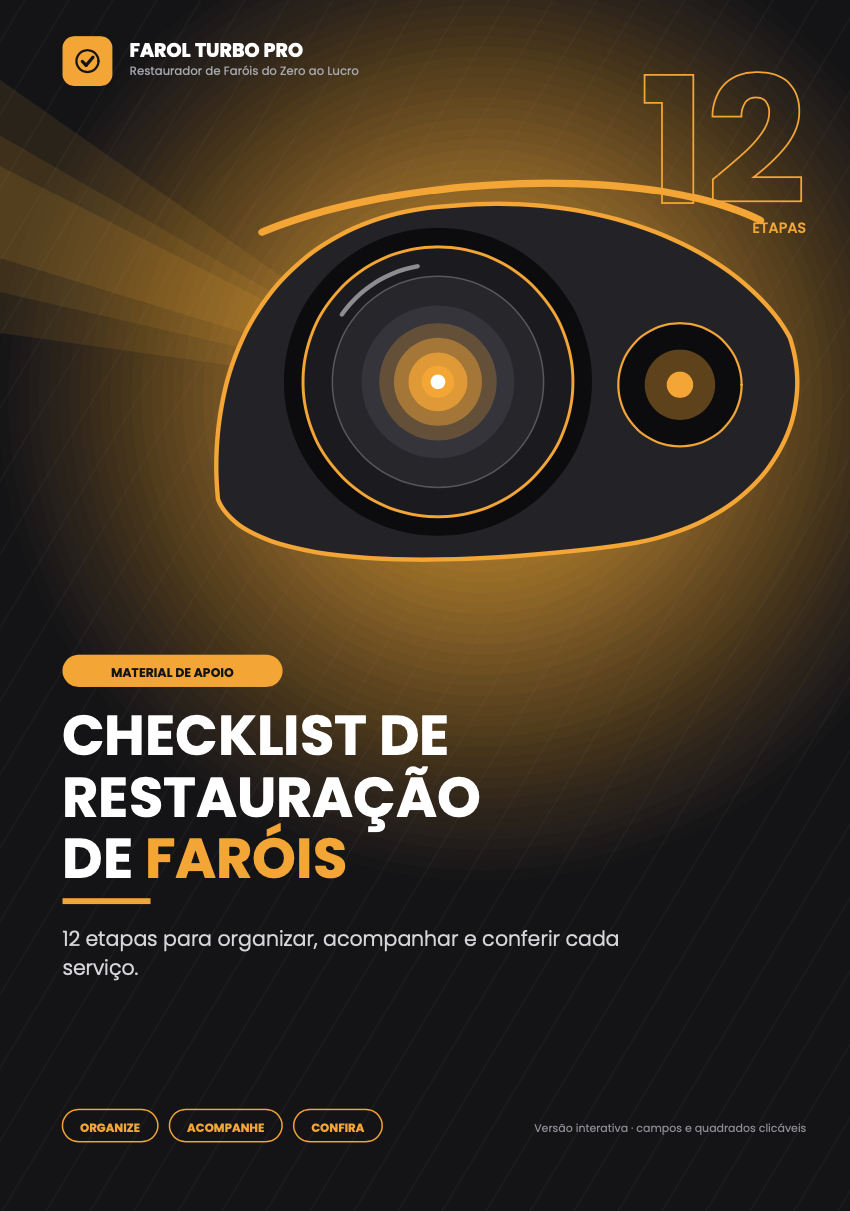 FAROL TURBO PRO
Restaurador de Faróis do Zero ao Lucro
12
ETAPAS
MATERIAL DE APOIO
CHECKLIST DE
RESTAURAÇÃO
DE FARÓIS
12 etapas para organizar, acompanhar e conferir cada
serviço.
ORGANIZE
ACOMPANHE
CONFIRA
Versão interativa · campos e quadrados clicáveis